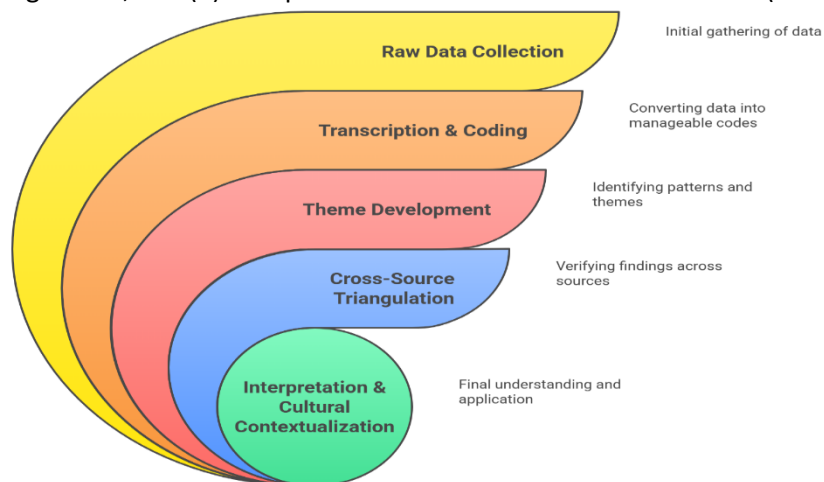 Raw Data Collection
Initial gathering of data
Transcription & Coding
Converting data into
manageable codes
Theme Development
Identifying patterns and
themes
Cross-Source
Triangulation
Verifying findings across
sources
Interpretation &
Cultural
Contextualization
Final understanding and
application